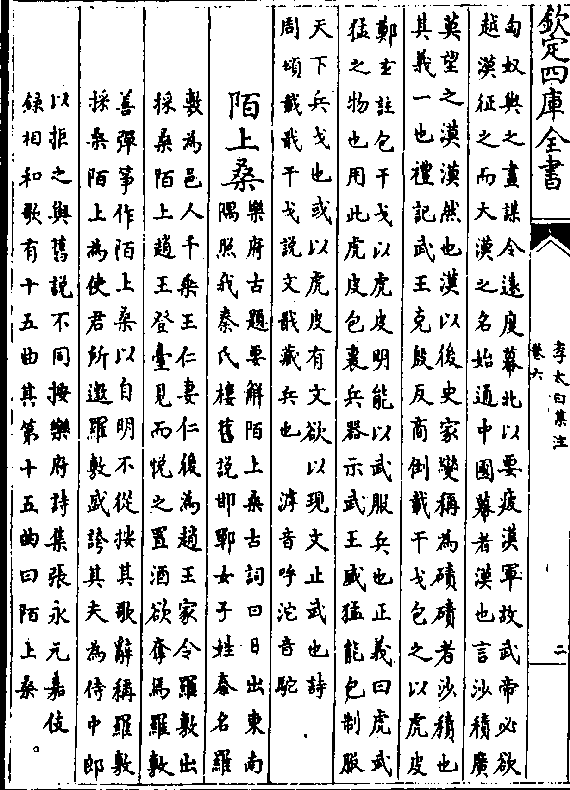 欽定四庫全書
李太白集注
卷六
二
匈奴與之畫謀令遠度幕北以要疲漢軍故武帝必欲
越漠征之而大漠之名始通中國幕者漠也言沙積廣
莫望之漠漠然也漢以後史家變稱為磧磧者沙積也
其義一也禮記武王克殷反商倒載干戈包之以虎皮
鄭玄註包干戈以虎皮明能以武服兵也正義曰虎武
猛之物也用此虎皮包裹兵器示武王威猛能包制服
天下兵戈也或以虎皮有文欲以現文止武也詩
周頌載戢干戈説文戢藏兵也 滹音呼沱音駝
陌上桑
樂府古題要解陌上桑古詞曰日出東南
隅照我秦氏樓舊説邯鄲女子姓秦名羅
敷為邑人千乘王仁妻仁後為趙王家令羅敷出
採桑陌上趙王登臺見而悅之置酒欲奪焉羅敷
善彈箏作陌上桑以自明不從按其歌辭稱羅敷
採桑陌上為使君所邀羅敷盛誇其夫為侍中郎
以拒之與舊説不同按樂府詩集張永元嘉伎
錄相和歌有十五曲其第十五曲曰陌上桑。